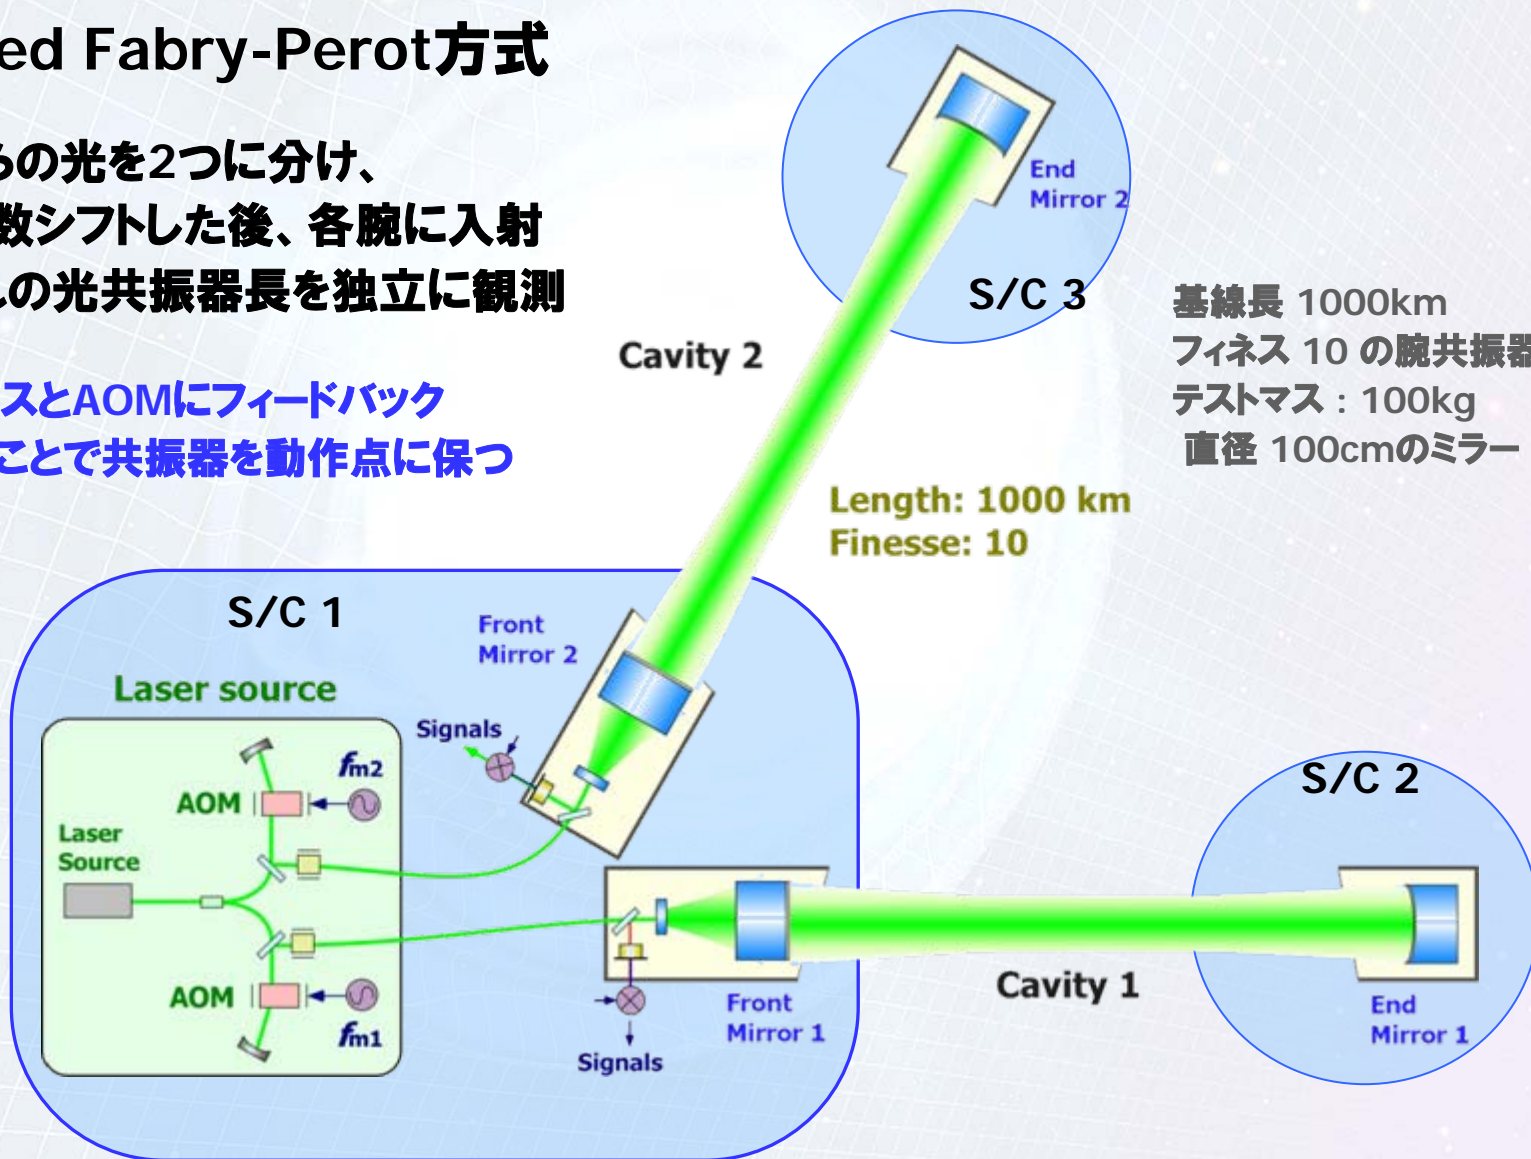 ed Fabry-Perot方式
らの光を2つに分け、
数シフトした後、各腕に入射
の光共振器長を独立に観測
スとAOMにフィードバック
ことで共振器を動作点に保つ
End
Mirror 2
S/C 3
基線長 1000km
フィネス 10 の腕共振器
テストマス : 100kg
直径 100cmのミラー
Cavity 2
Length: 1000 km
Finesse: 10
S/C 1
Front
Mirror 2
Laser source
Signals
fm2
AOM
Laser
Source
AOM
fm1
Signals
Front
Mirror 1
Cavity 1
S/C 2
End
Mirror 1